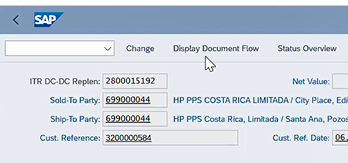 SAP
Change Display Document Flow Status Overview
ITR DC-DC Replen: 2800015192 Net Value:
Sold-To Party: 699000044 HP PPS COSTA RICA LIMITADA / City Place, Edi
Ship-To Party: 699000044 HP PPS Costa Rica, Limitada / Santa Ana, Pozos
Cust. Reference: 3200000584 Cust. Ref. Date: 06.